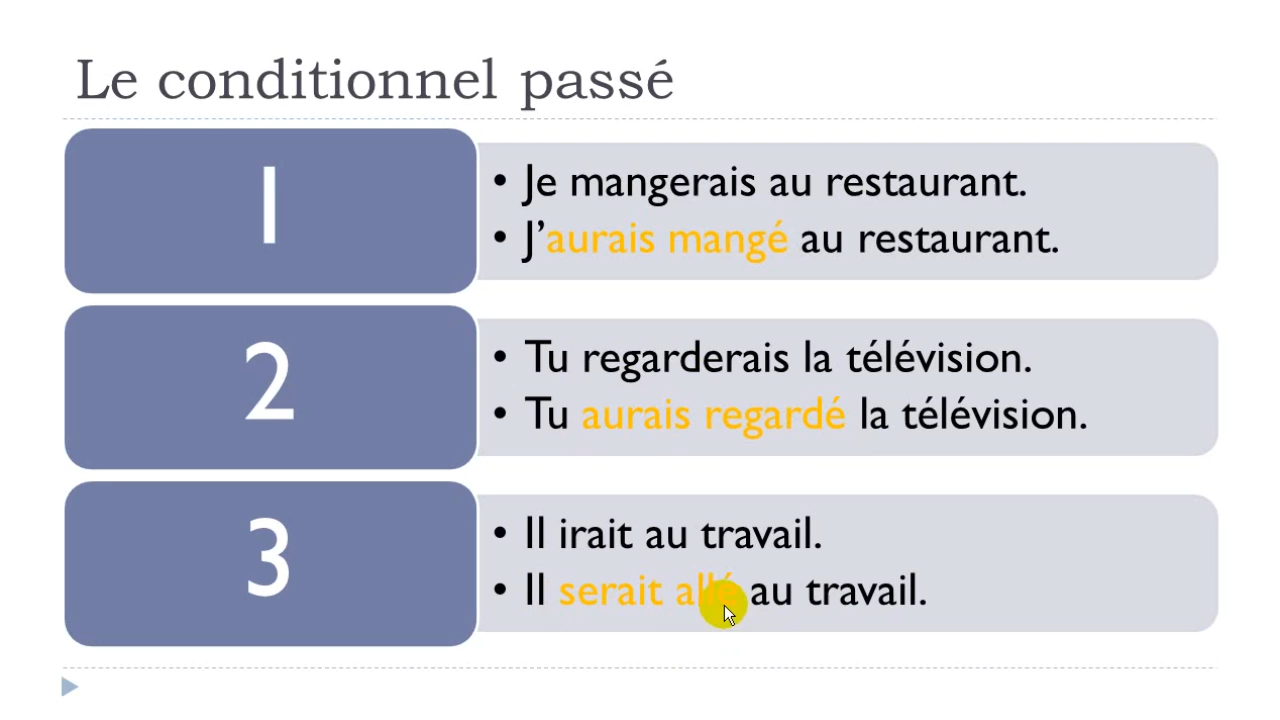 Le conditionnel passé
1
• Je mangerais au restaurant.
• J’aurais mangé au restaurant.
2
• Tu regarderais la télévision.
• Tu aurais regardé la télévision.
3
• Il irait au travail.
• Il serait allé au travail.